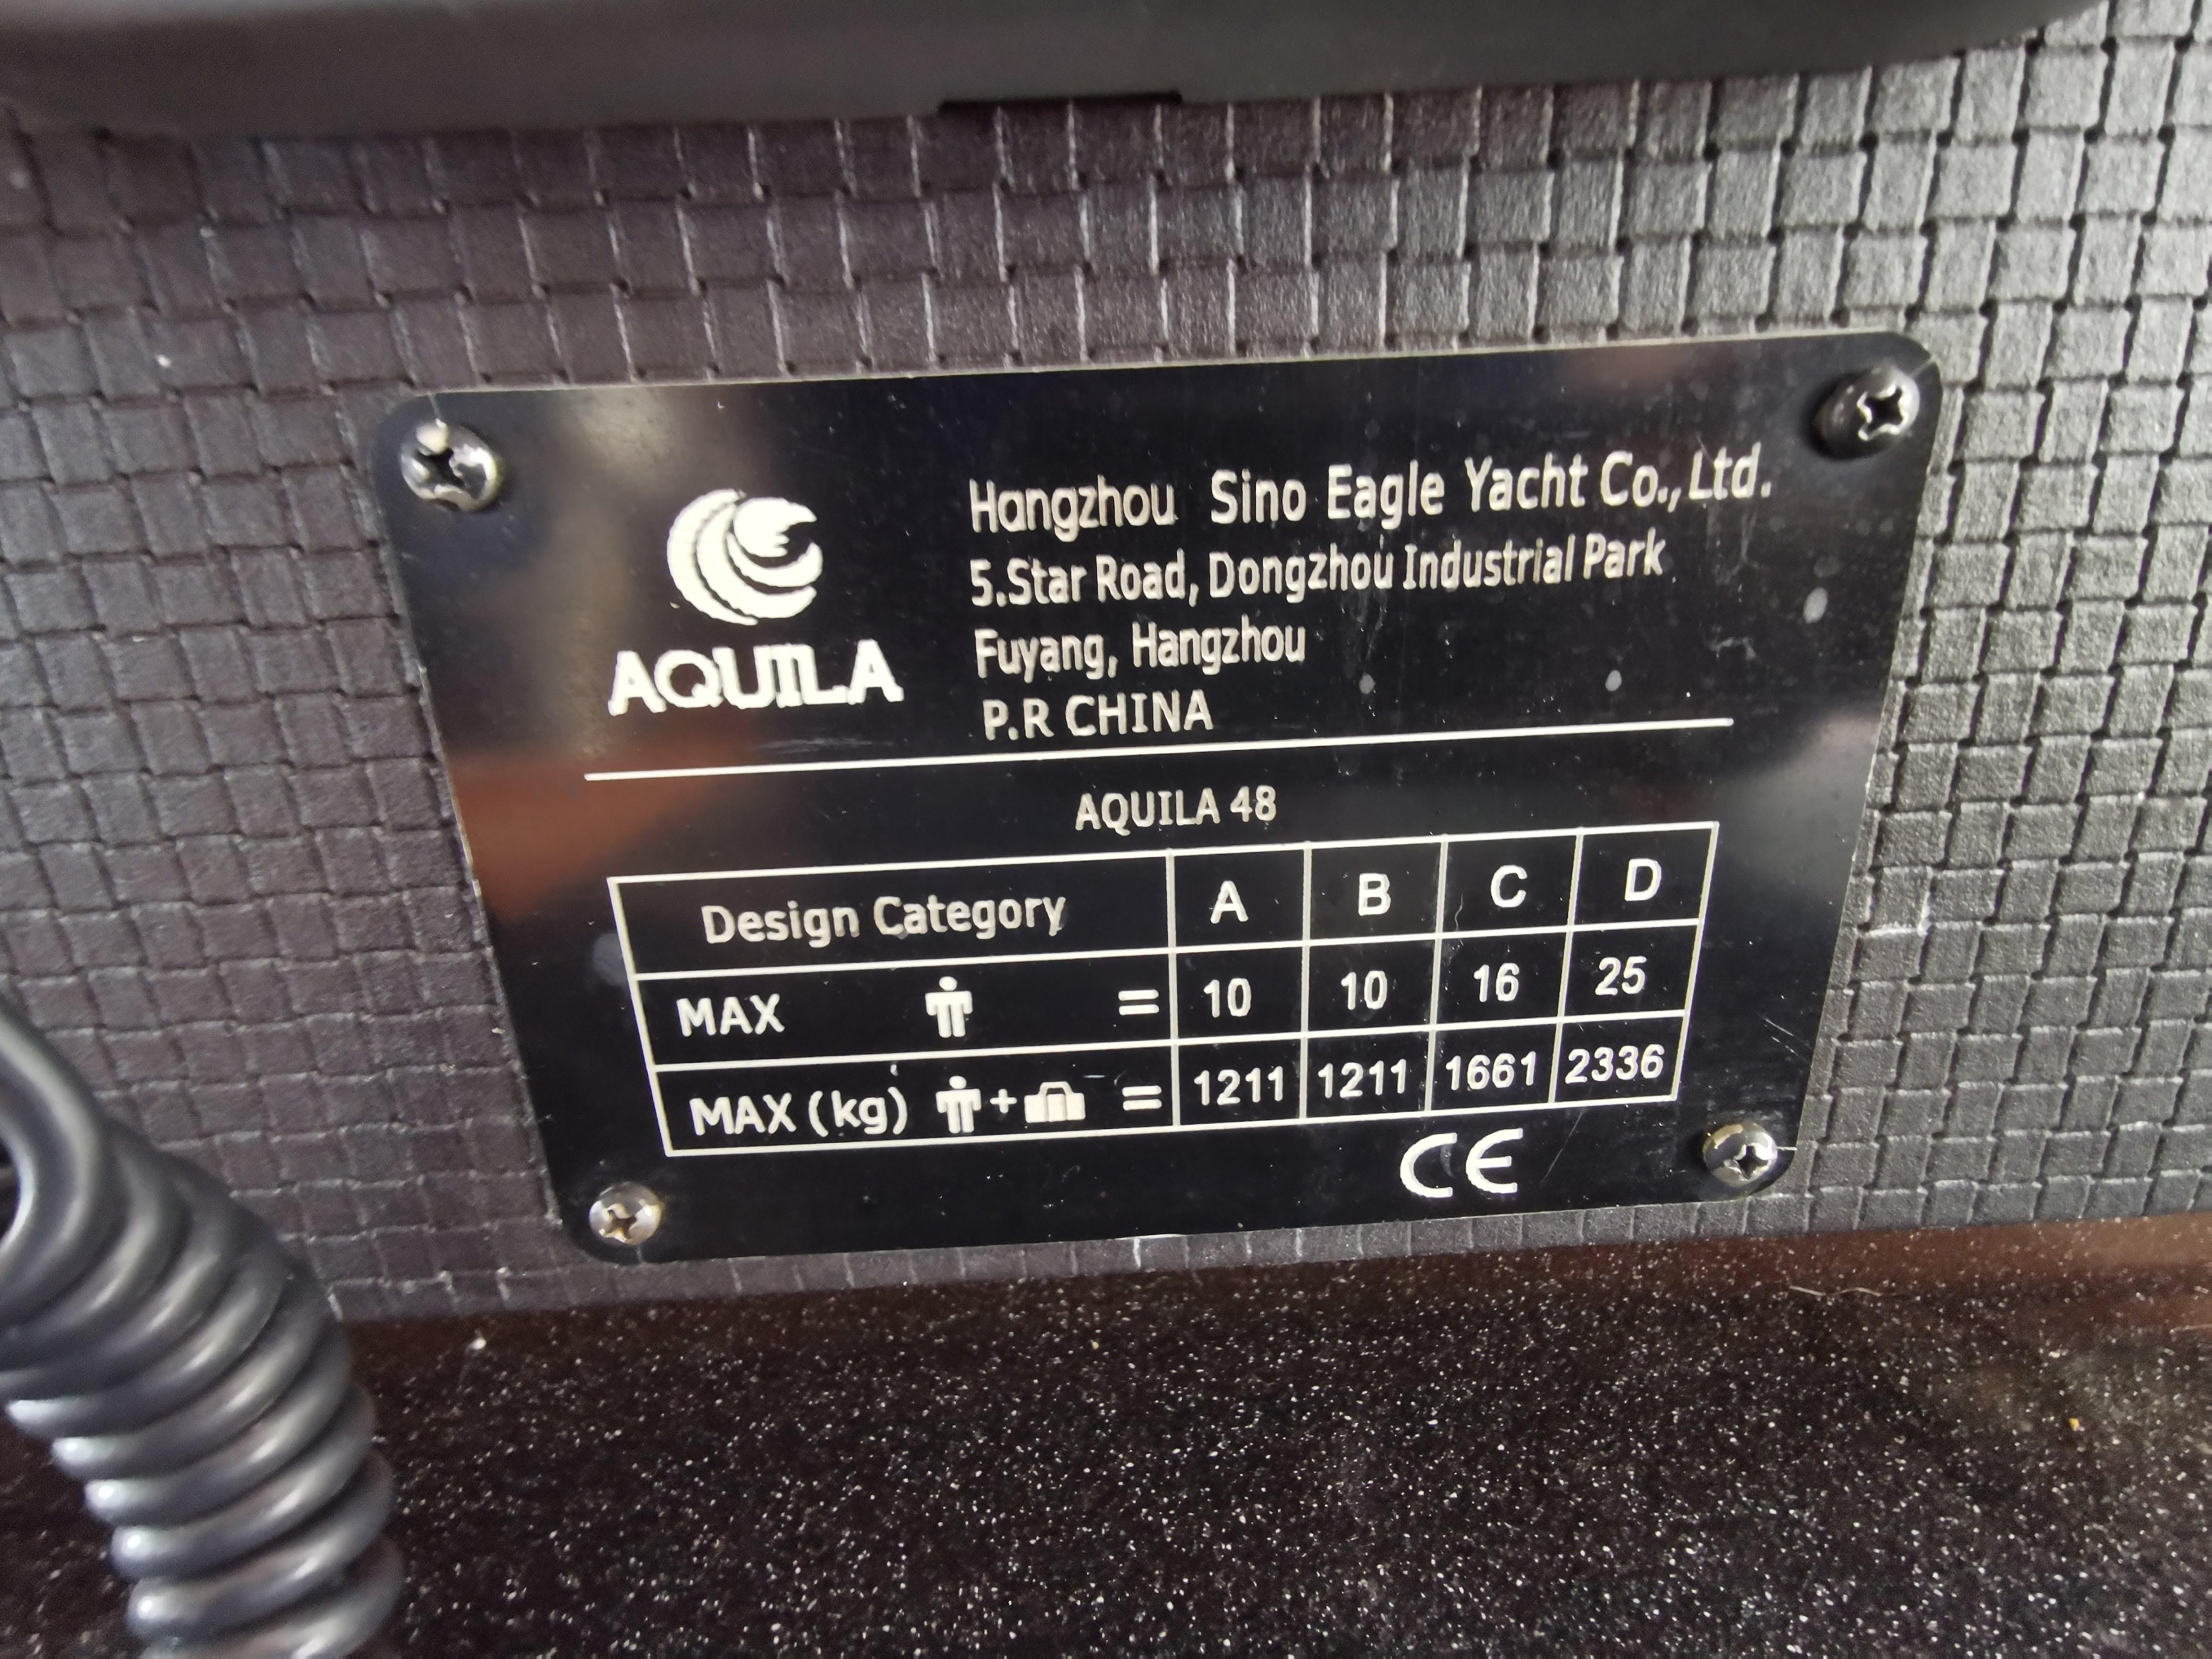 AQUILA
Hangzhou Sino Eagle Yacht Co.,Ltd.
5.Star Road, Dongzhou Industrial Park
Fuyang, Hangzhou
P.R CHINA
AQUILA 48
Design Category A B C D
MAX = 10 10 16 25
MAX (kg) + = 1211 1211 1661 2336
CE